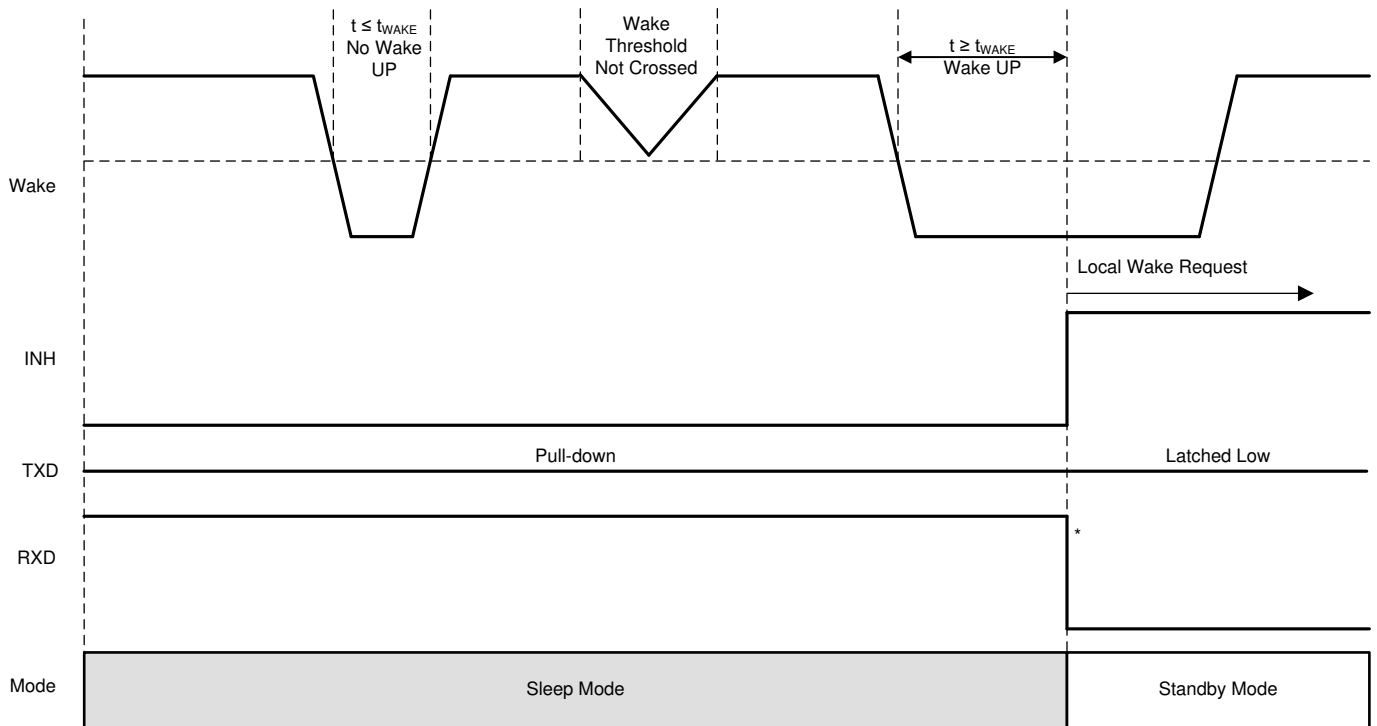 t ≤ tWAKE
No Wake
UP
Wake
Threshold
Not Crossed
t ≥ tWAKE
Wake UP
Wake
Local Wake Request
INH
Pull-down
Latched Low
TXD
RXD
*
Mode
Sleep Mode
Standby Mode